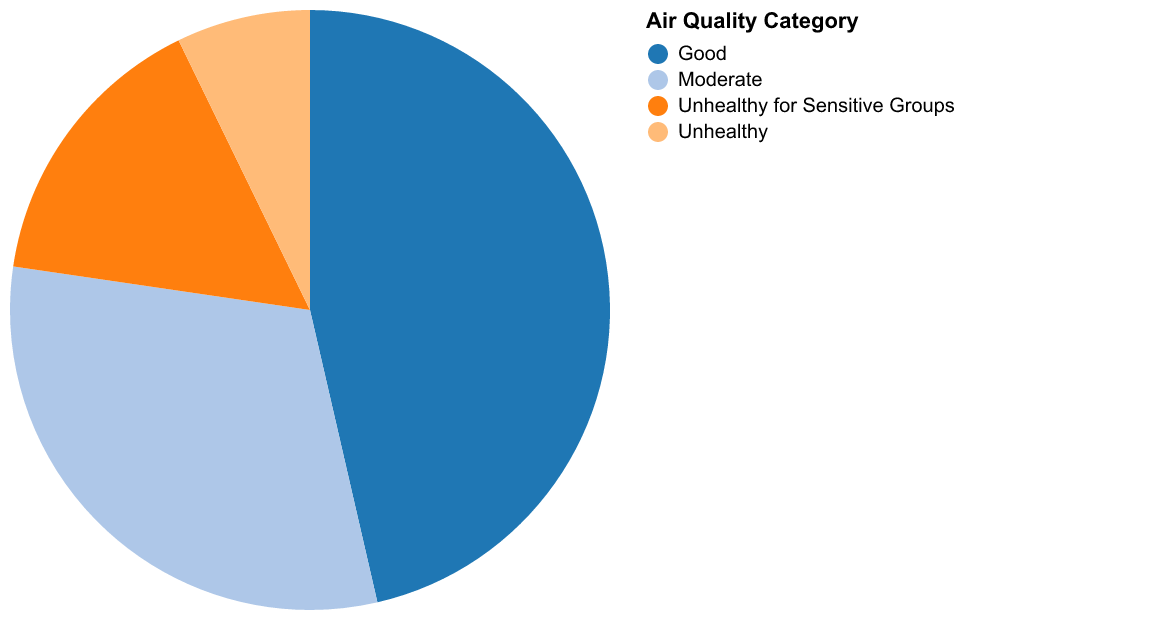 Air Quality Category
Good
Moderate
Unhealthy for Sensitive Groups
Unhealthy